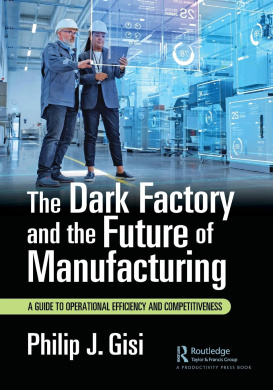 25
The Dark Factory
and the Future of
Manufacturing
A GUIDE TO OPERATIONAL EFFICIENCY AND COMPETITIVENESS
Philip J. Gisi
Routledge
Taylor & Francis Group
A PRODUCTIVITY PRESS BOOK